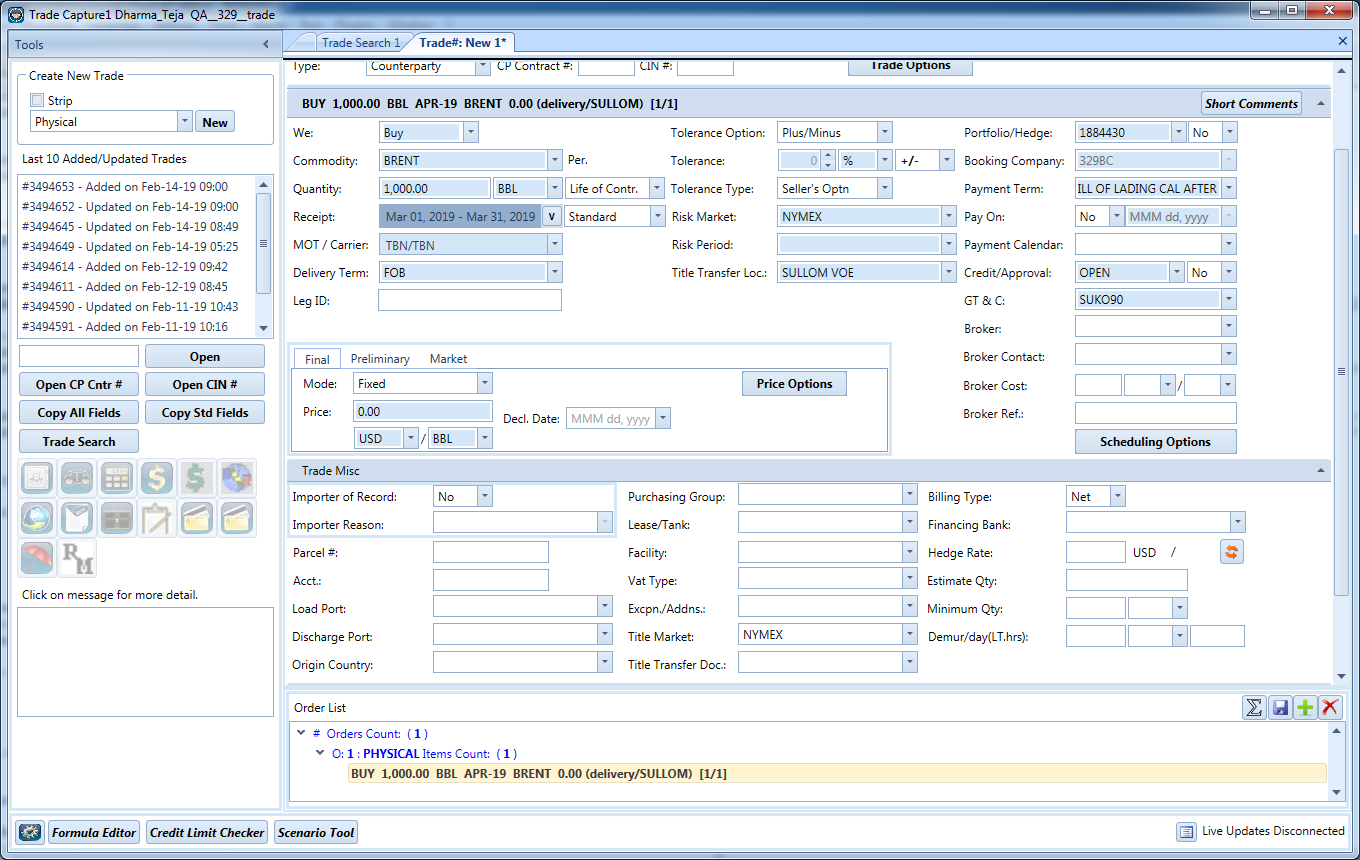 Trade Capture1 Dharma_Teja QA__329__trade
Tools
Create New Trade
Strip
Physical New
Last 10 Added/Updated Trades
#3494653 - Added on Feb-14-19 09:00
#3494652 - Updated on Feb-14-19 09:00
#3494645 - Updated on Feb-14-19 08:49
#3494649 - Updated on Feb-14-19 05:25
#3494614 - Added on Feb-12-19 09:42
#3494611 - Added on Feb-12-19 08:45
#3494590 - Updated on Feb-11-19 10:43
#3494591 - Added on Feb-11-19 10:16
Open
Open CP Cntr # Open CIN #
Copy All Fields Copy Std Fields
Trade Search
RM
Click on message for more detail.
Trade Search 1 Trade#: New 1*
Type: Counterparty CP Contract #: CIN #: Trade Options
BUY 1,000.00 BBL APR-19 BRENT 0.00 (delivery/SULLOM) [1/1] Short Comments
We: Buy Tolerance Option: Plus/Minus Portfolio/Hedge: 1884430 No
Commodity: BRENT Per. Tolerance: 0 % +/- Booking Company: 329BC
Quantity: 1,000.00 BBL Life of Contr. Tolerance Type: Seller's Optn Payment Term: ILL OF LADING CAL AFTER
Receipt: Mar 01, 2019 - Mar 31, 2019 v Standard Risk Market: NYMEX Pay On: No MMM dd, yyyy
MOT / Carrier: TBN/TBN Risk Period: Payment Calendar:
Delivery Term: FOB Title Transfer Loc.: SULLOM VOE Credit/Approval: OPEN No
Leg ID: GT & C: SUKO90
Broker:
Broker Contact:
Broker Cost: /
Broker Ref.:
Scheduling Options
Final Preliminary Market
Mode: Fixed Price Options
Price: 0.00 Decl. Date: MMM dd, yyyy
USD / BBL
Trade Misc
Importer of Record: No Purchasing Group: Billing Type: Net
Importer Reason: Lease/Tank: Financing Bank:
Parcel #: Facility: Hedge Rate: USD /
Acct.: Vat Type: Estimate Qty:
Load Port: Excpn./Addns.: Minimum Qty:
Discharge Port: Title Market: NYMEX Demur/day(LT.hrs):
Origin Country: Title Transfer Doc.:
Order List
# Orders Count: ( 1 )
O: 1 : PHYSICAL Items Count: ( 1 )
BUY 1,000.00 BBL APR-19 BRENT 0.00 (delivery/SULLOM) [1/1]
Formula Editor Credit Limit Checker Scenario Tool Live Updates Disconnected